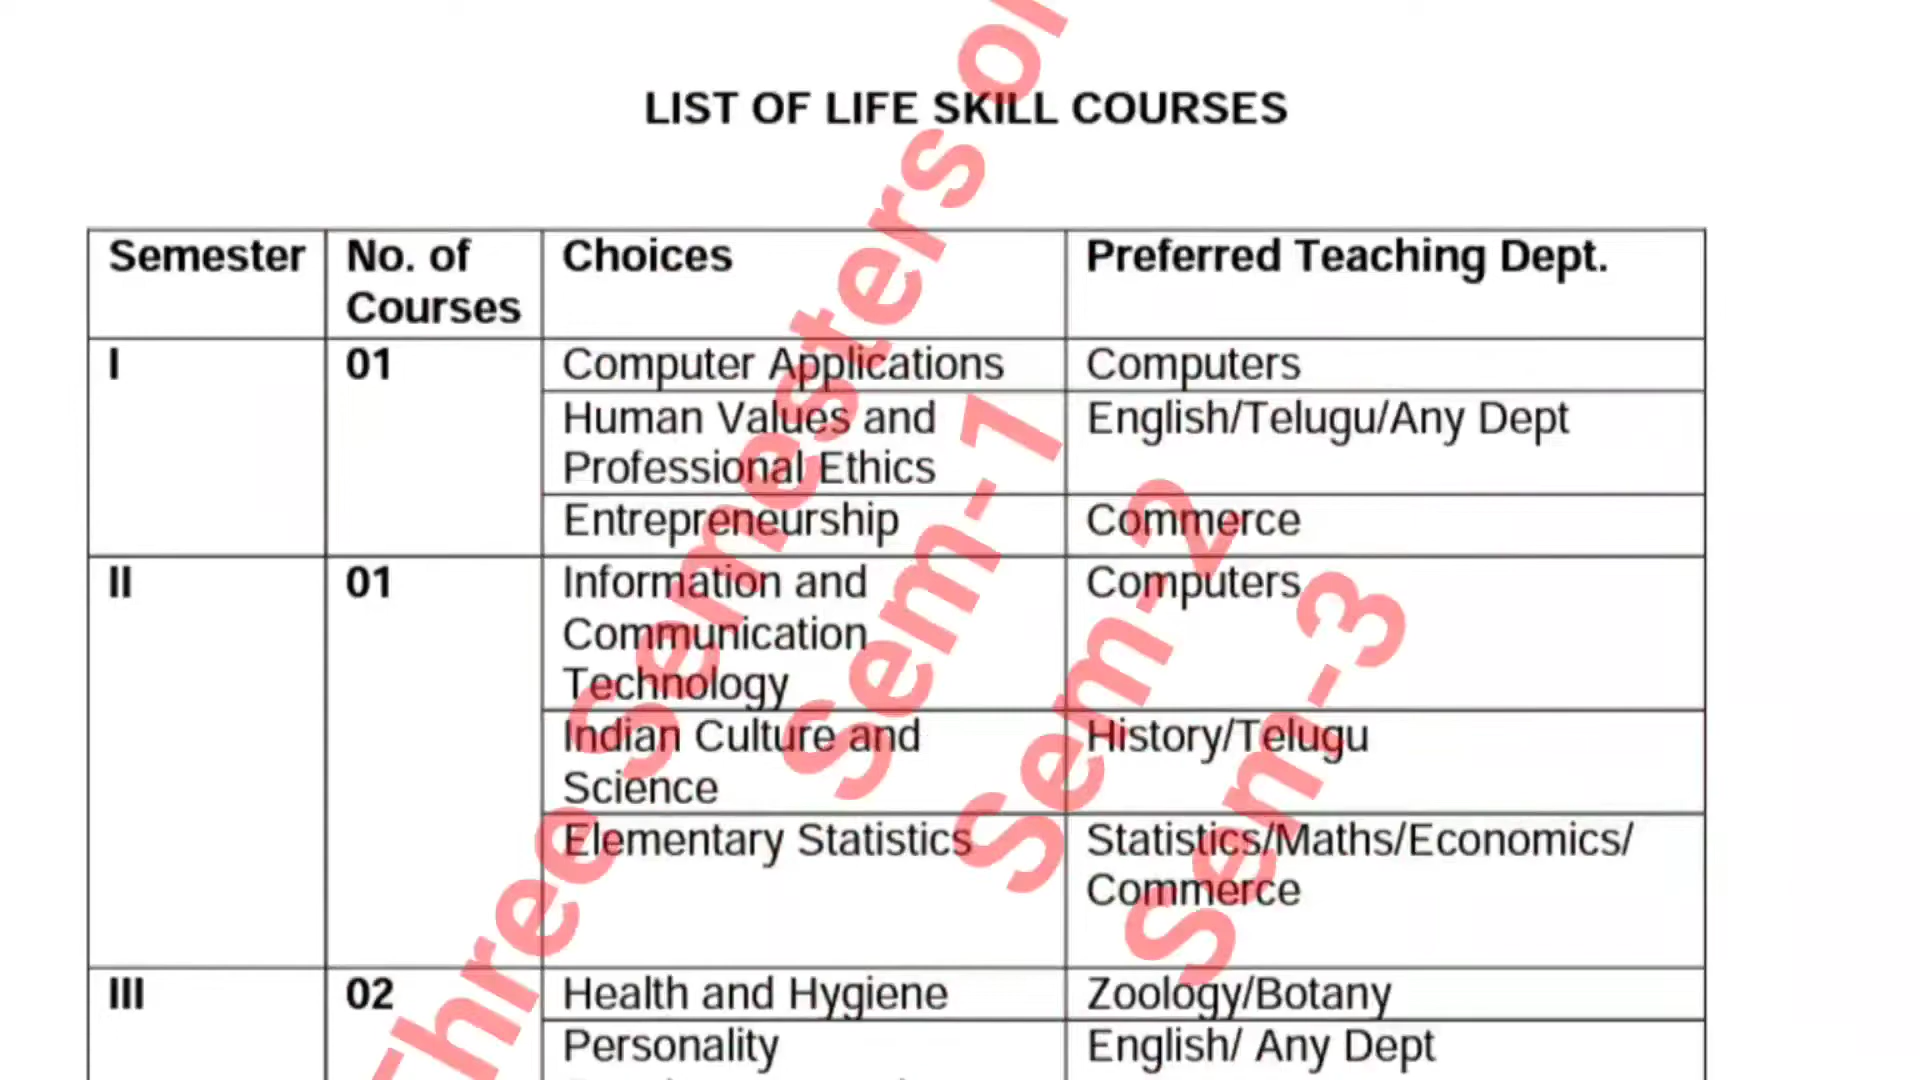 LIST OF LIFE SKILL COURSES
Semester
No. of
Courses
Choices
Preferred Teaching Dept.
I
01
Computer Applications
Computers
Human Values and
Professional Ethics
English/Telugu/Any Dept
Entrepreneurship
Commerce
II
01
Information and
Communication
Technology
Computers
Indian Culture and
Science
History/Telugu
Elementary Statistics
Statistics/Maths/Economics/
Commerce
III
02
Health and Hygiene
Zoology/Botany
Personality
English/ Any Dept
Three Semesters
Sem-1
Sem-2
Sem-3